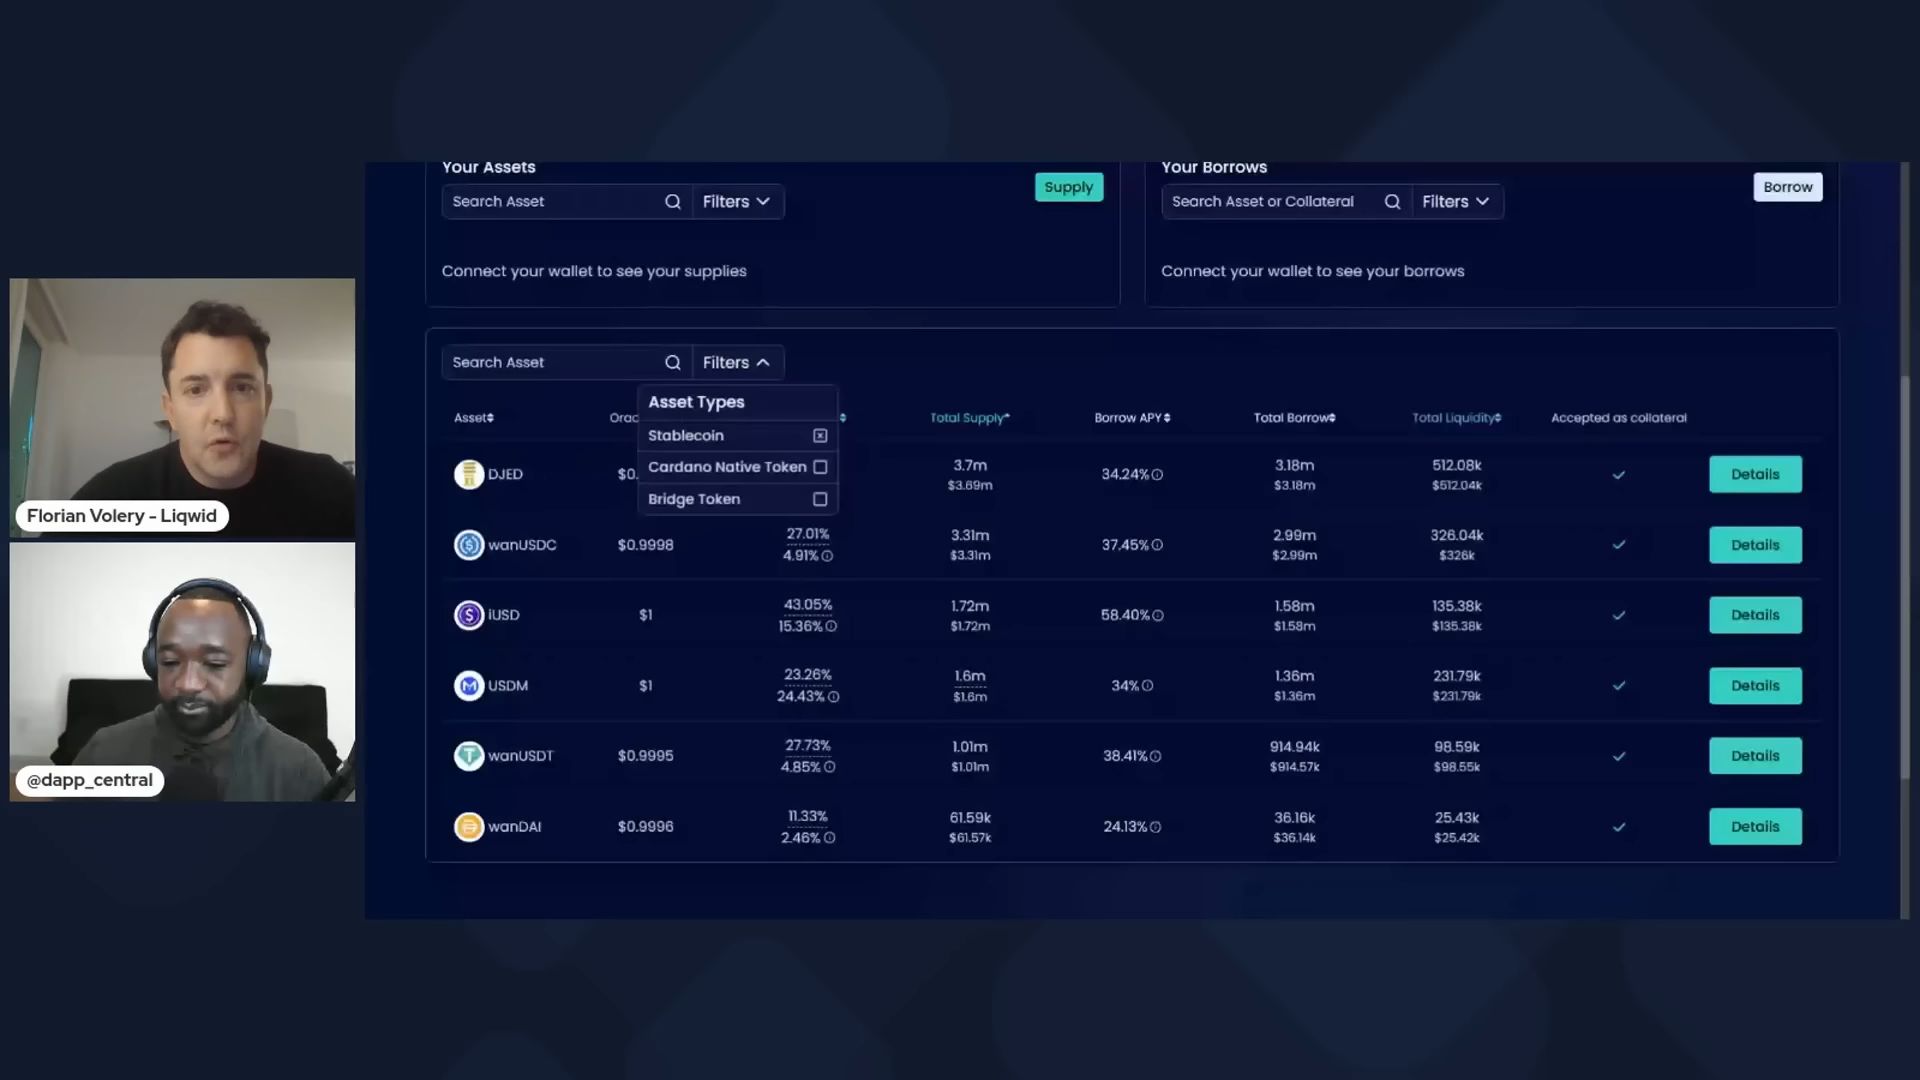 Your Assets
Search Asset
Filters
Supply
Connect your wallet to see your supplies
Your Borrows
Search Asset or Collateral
Filters
Borrow
Connect your wallet to see your borrows
Search Asset
Filters
Asset Types
Stablecoin
Cardano Native Token
Bridge Token
Asset Total Supply Borrow APY Total Borrow Total Liquidity Accepted as collateral
DJED $0. 3.7m 34.24% 3.18m 512.08k Details
$3.69m $3.18m $512.04k
wanUSDC $0.9998 27.01% 3.31m 37.45% 2.99m 326.04k Details
4.91% $3.31m $2.99m $326k
iUSD $1 43.05% 1.72m 58.40% 1.58m 135.38k Details
15.36% $1.72m $1.58m $135.38k
USDM $1 23.26% 1.6m 34% 1.36m 231.79k Details
24.43% $1.6m $1.36m $231.79k
wanUSDT $0.9995 27.73% 1.01m 38.41% 914.94k 98.59k Details
4.85% $1.01m $914.57k $98.55k
wanDAI $0.9996 11.33% 61.59k 24.13% 36.16k 25.43k Details
2.46% $61.57k $36.14k $25.42k
Florian Volery - Liqwid
@dapp_central